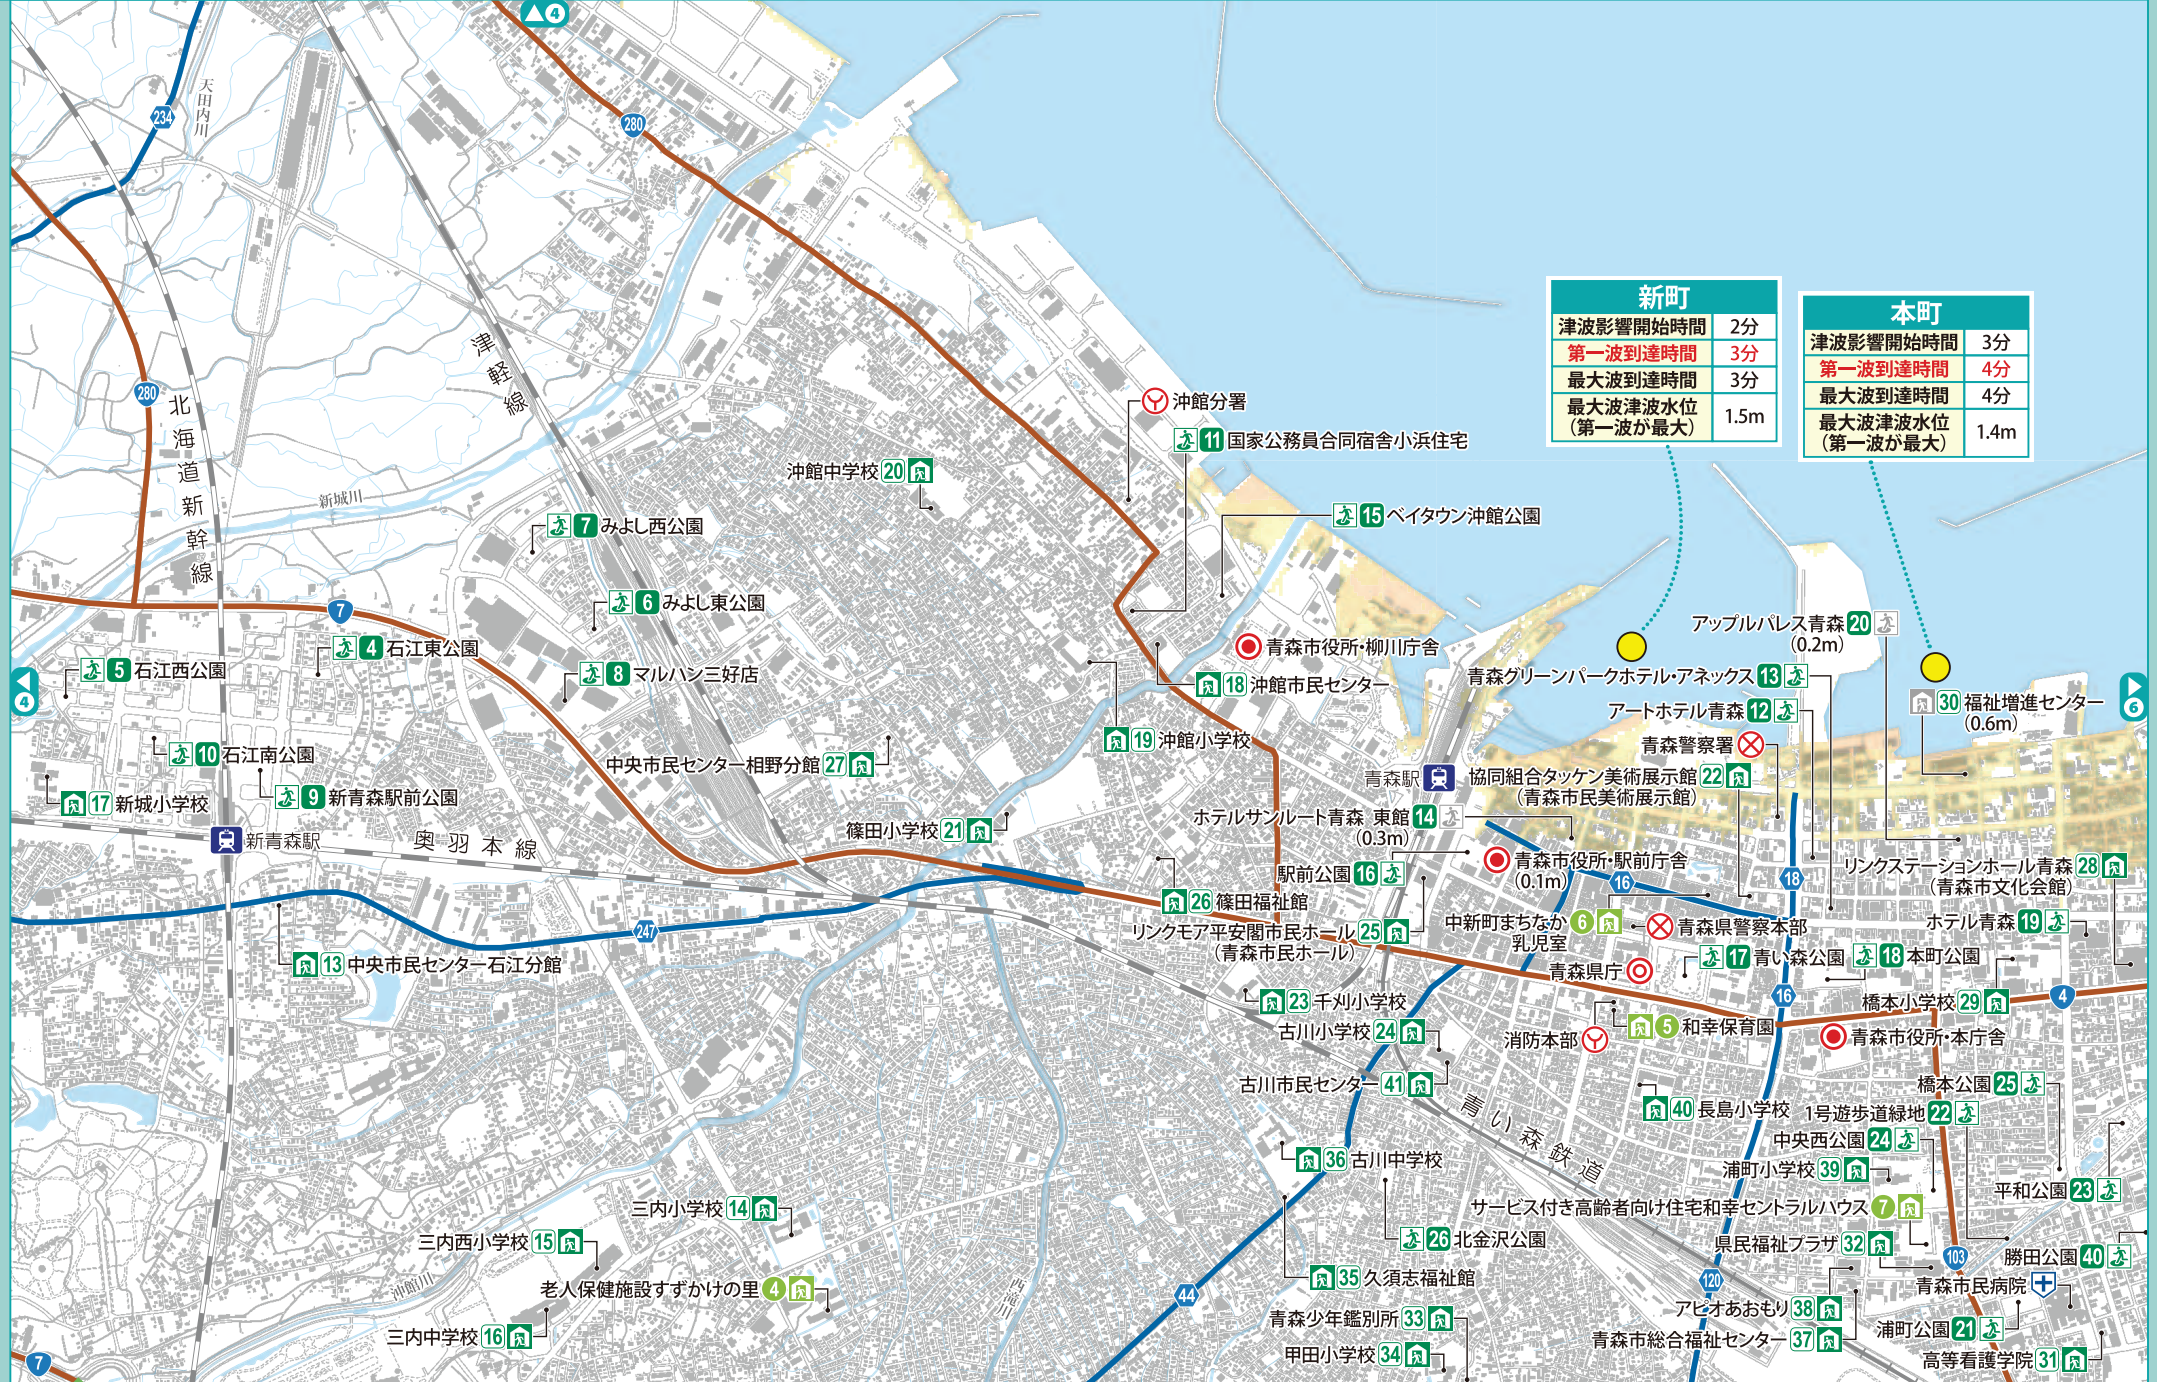 4
234
天田内川
280
280
北海道新幹線
津軽線
新城川
新町
津波影響開始時間 2分
第一波到達時間 3分
最大波到達時間 3分
最大波津波水位
（第一波が最大） 1.5m
本町
津波影響開始時間 3分
第一波到達時間 4分
最大波到達時間 4分
最大波津波水位
（第一波が最大） 1.4m
沖館分署
11 国家公務員合同宿舎小浜住宅
沖館中学校 20
15 ベイタウン沖館公園
7 みよし西公園
6 みよし東公園
7
4 石江東公園
5 石江西公園
8 マルハン三好店
4
10 石江南公園
9 新青森駅前公園
17 新城小学校
新青森駅
奥羽本線
中央市民センター相野分館 27
篠田小学校 21
青森市役所・柳川庁舎
18 沖館市民センター
19 沖館小学校
アップルパレス青森 20
（0.2m）
青森グリーンパークホテル・アネックス 13
アートホテル青森 12
30 福祉増進センター
（0.6m）
6
青森警察署
青森駅
協同組合タッケン美術展示館 22
（青森市民美術展示館）
ホテルサンルート青森 東館 14
（0.3m）
駅前公園 16
青森市役所・駅前庁舎
（0.1m）
16
18
リンクステーションホール青森 28
（青森市文化会館）
26 篠田福祉館
リンクモア平安閣市民ホール 25
（青森市民ホール）
中新町まちなか
乳児室 6
青森県警察本部
ホテル青森 19
247
13 中央市民センター石江分館
青森県庁
17 青い森公園
18 本町公園
16
橋本小学校 29
4
23 千刈小学校
古川小学校 24
消防本部
5 和幸保育園
青森市役所・本庁舎
古川市民センター 41
青い森鉄道
40 長島小学校
橋本公園 25
1号遊歩道緑地 22
中央西公園 24
浦町小学校 39
36 古川中学校
平和公園 23
サービス付き高齢者向け住宅和幸セントラルハウス 7
三内小学校 14
三内西小学校 15
26 北金沢公園
県民福祉プラザ 32
103
勝田公園 40
沖館川
老人保健施設すずかけの里 4
西滝川
35 久須志福祉館
44
120
青森市民病院
三内中学校 16
青森少年鑑別所 33
アピオあおもり 38
浦町公園 21
甲田小学校 34
青森市総合福祉センター 37
高等看護学院 31
7